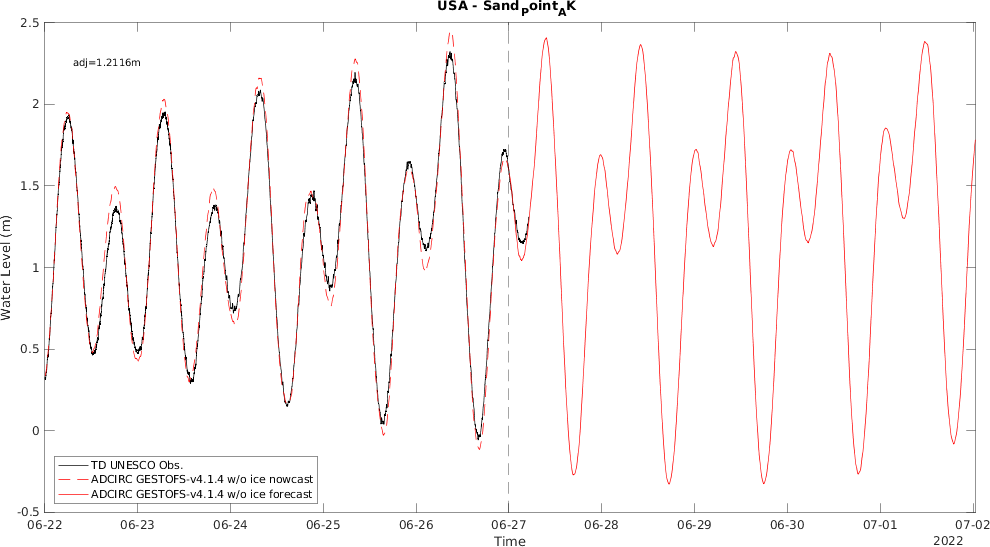 USA - Sand_Point_AK
adj=1.2116m
2.5
2
1.5
1
0.5
0
-0.5
Water Level (m)
TD UNESCO Obs.
ADCIRC GESTOFS-v4.1.4 w/o ice nowcast
ADCIRC GESTOFS-v4.1.4 w/o ice forecast
06-22 06-23 06-24 06-25 06-26 06-27 06-28 06-29 06-30 07-01 07-02
Time
2022